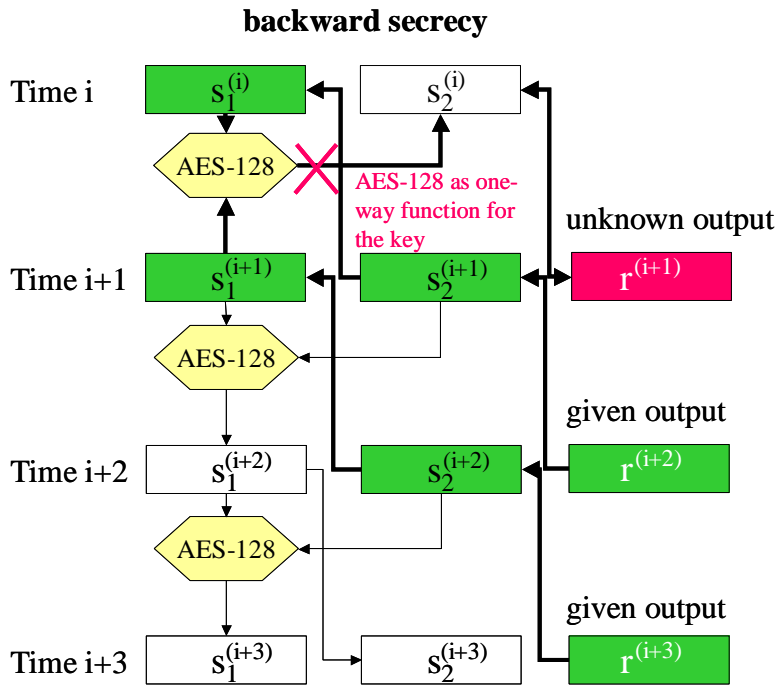 backward secrecy
Time i
s₁⁽ⁱ⁾
s₂⁽ⁱ⁾
AES-128
AES-128 as one-
way function for
the key
unknown output
Time i+1
s₁⁽ⁱ⁺¹⁾
s₂⁽ⁱ⁺¹⁾
r⁽ⁱ⁺¹⁾
AES-128
given output
Time i+2
s₁⁽ⁱ⁺²⁾
s₂⁽ⁱ⁺²⁾
r⁽ⁱ⁺²⁾
AES-128
given output
Time i+3
s₁⁽ⁱ⁺³⁾
s₂⁽ⁱ⁺³⁾
r⁽ⁱ⁺³⁾